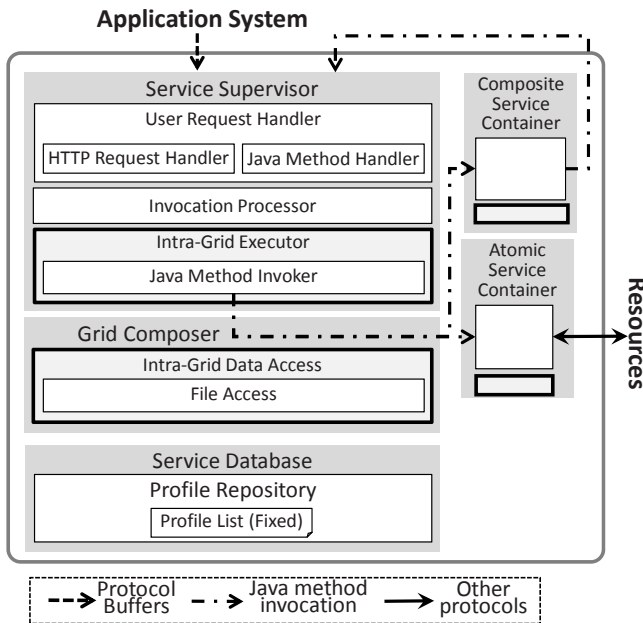 Application System
Service Supervisor
User Request Handler
HTTP Request Handler
Java Method Handler
Invocation Processor
Intra-Grid Executor
Java Method Invoker
Grid Composer
Intra-Grid Data Access
File Access
Service Database
Profile Repository
Profile List (Fixed)
Composite
Service
Container
Atomic
Service
Container
Resources
Protocol
Buffers
Java method
invocation
Other
protocols